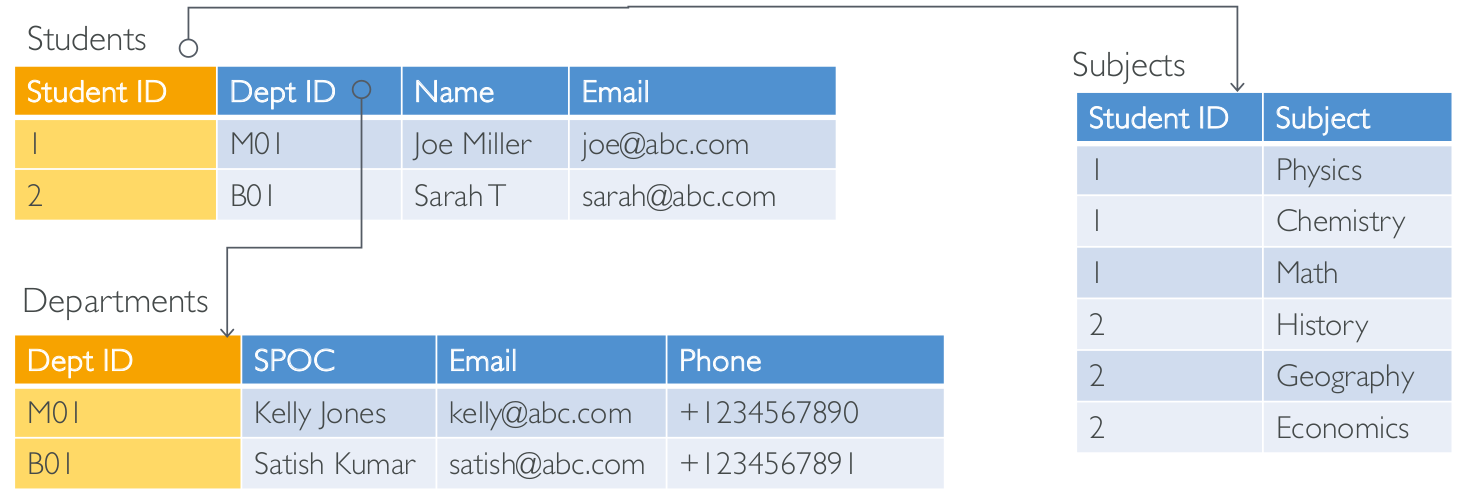 Students
Student ID Dept ID Name Email
1 M01 Joe Miller joe@abc.com
2 B01 Sarah T sarah@abc.com
Departments
Dept ID SPOC Email Phone
M01 Kelly Jones kelly@abc.com +1234567890
B01 Satish Kumar satish@abc.com +1234567891
Subjects
Student ID Subject
1 Physics
1 Chemistry
1 Math
2 History
2 Geography
2 Economics